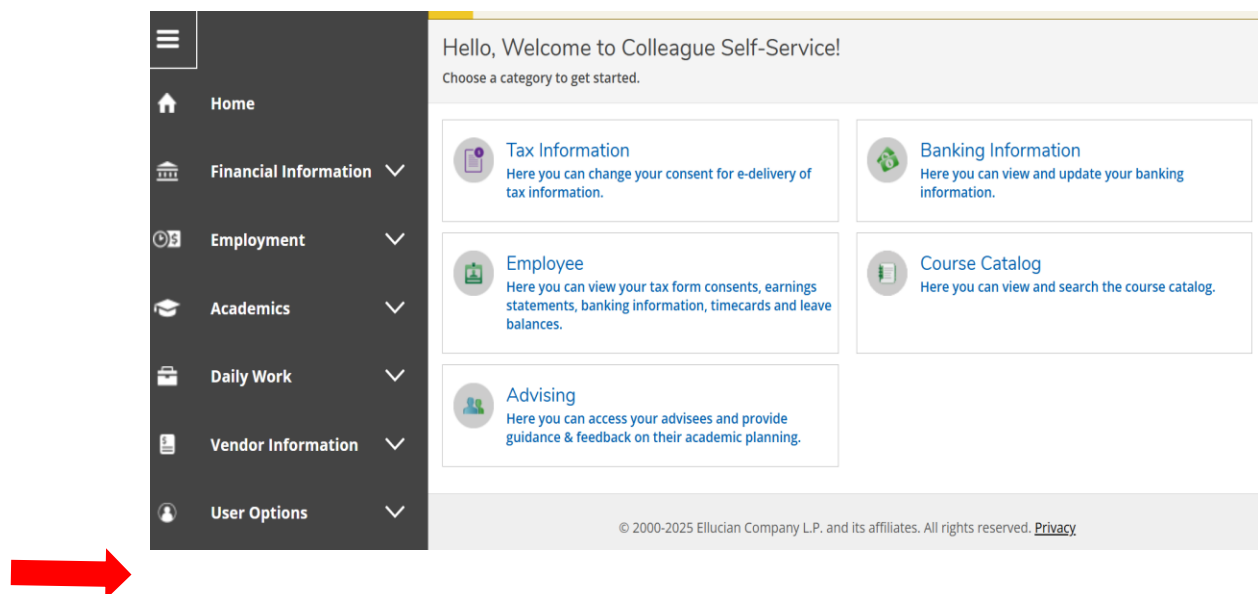 Home
Financial Information
Employment
Academics
Daily Work
Vendor Information
User Options
Hello, Welcome to Colleague Self-Service!
Choose a category to get started.
Tax Information
Here you can change your consent for e-delivery of
tax information.
Banking Information
Here you can view and update your banking
information.
Employee
Here you can view your tax form consents, earnings
statements, banking information, timecards and leave
balances.
Course Catalog
Here you can view and search the course catalog.
Advising
Here you can access your advisees and provide
guidance & feedback on their academic planning.
© 2000-2025 Ellucian Company L.P. and its affiliates. All rights reserved. Privacy